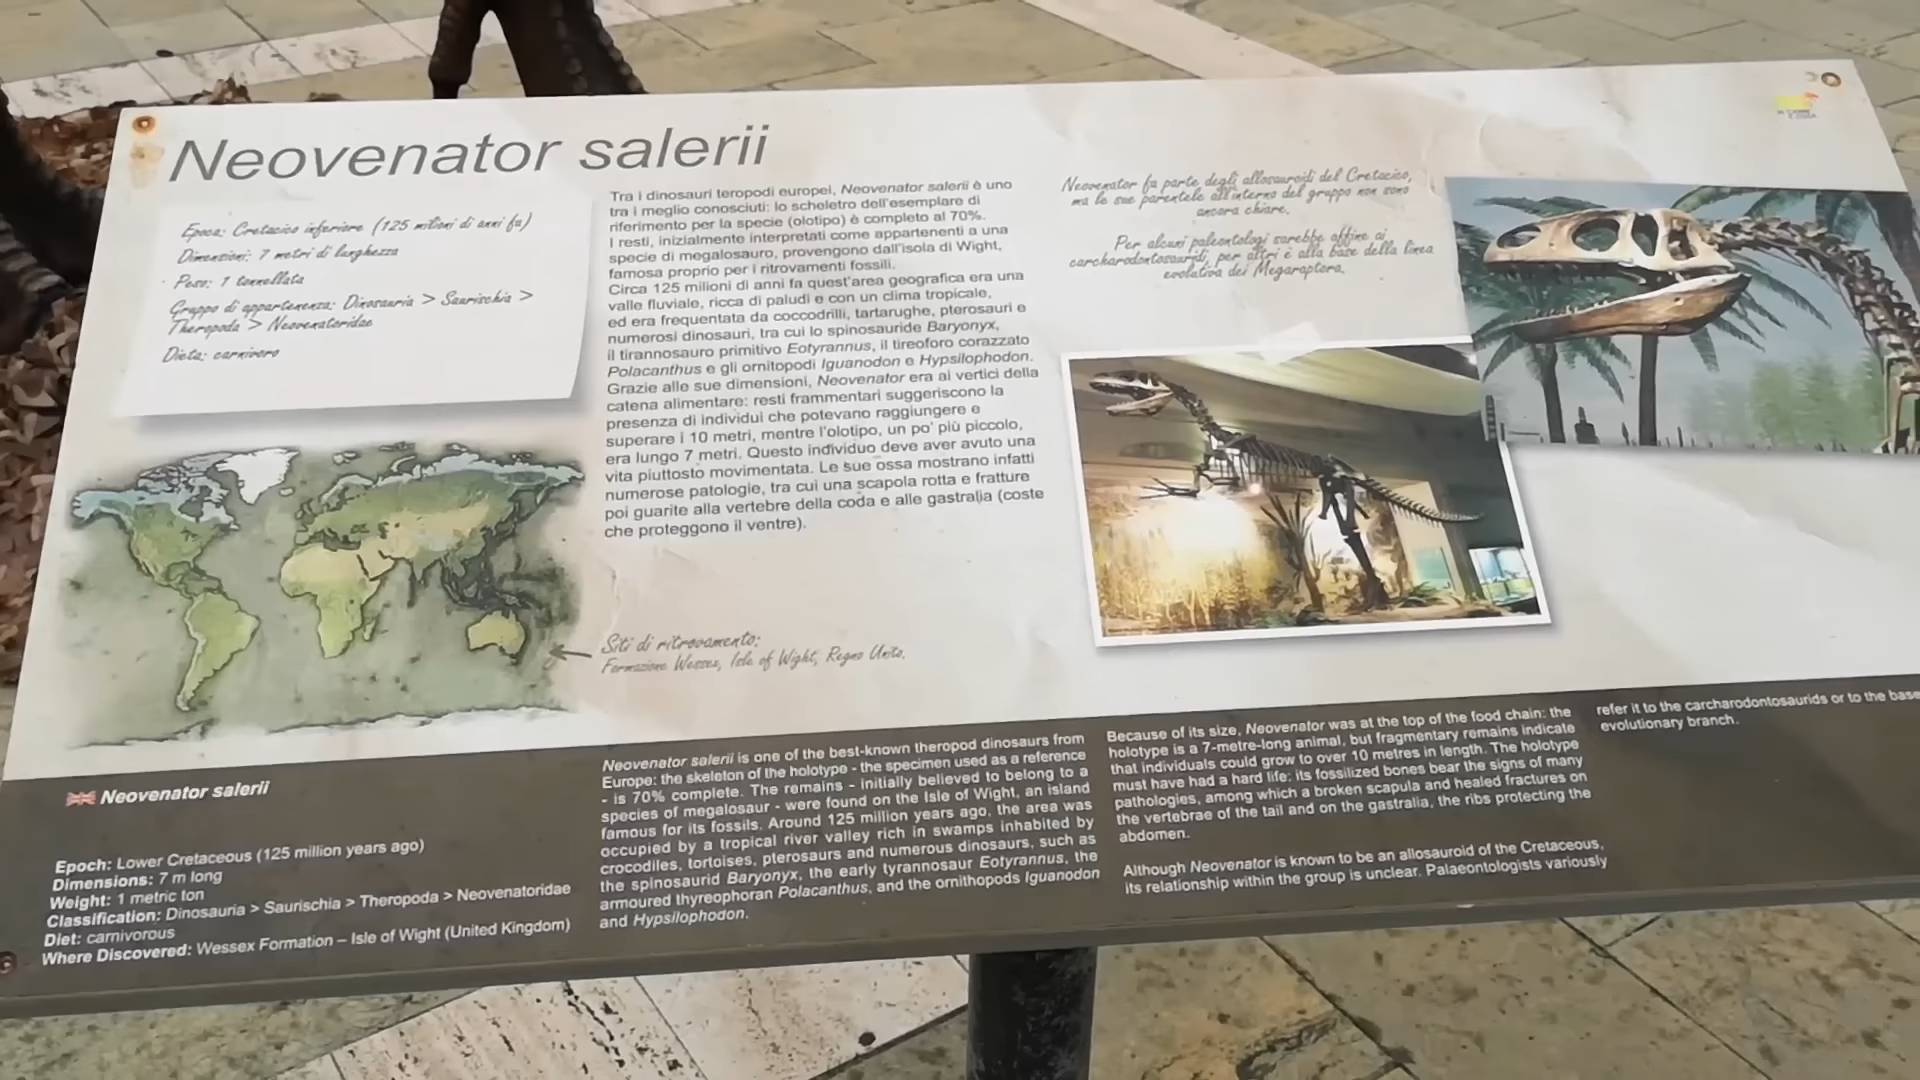 Neovenator salerii
Epoca: Cretacico inferiore (125 milioni di anni fa)
Dimensioni: 7 metri di lunghezza
Peso: 1 tonnellata
Gruppo di appartenenza: Dinosauria > Saurischia >
Theropoda > Neovenatoridae
Dieta: carnivoro
Tra i dinosauri teropodi europei, Neovenator salerii è uno
tra i meglio conosciuti: lo scheletro dell'esemplare di
riferimento per la specie (olotipo) è completo al 70%.
I resti, inizialmente interpretati come appartenenti a una
specie di megalosauro, provengono dall'isola di Wight,
famosa proprio per i ritrovamenti fossili.
Circa 125 milioni di anni fa quest'area geografica era una
valle fluviale, ricca di paludi e con un clima tropicale,
ed era frequentata da coccodrilli, tartarughe, pterosauri e
numerosi dinosauri, tra cui lo spinosauride Baryonyx,
il tirannosauro primitivo Eotyrannus, il tireoforo corazzato
Polacanthus e gli ornitopodi Iguanodon e Hypsilophodon.
Grazie alle sue dimensioni, Neovenator era ai vertici della
catena alimentare: resti frammentari suggeriscono la
presenza di individui che potevano raggiungere e
superare i 10 metri, mentre l'olotipo, un po' più piccolo,
era lungo 7 metri. Questo individuo deve aver avuto una
vita piuttosto movimentata. Le sue ossa mostrano infatti
numerose patologie, tra cui una scapola rotta e fratture
poi guarite alla vertebre della coda e alle gastralia (coste
che proteggono il ventre).
Siti di ritrovamento:
Formazione Wessex, Isle of Wight, Regno Unito.
Neovenator fa parte degli allosauroidi del Cretacico,
ma le sue parentele all'interno del gruppo non sono
ancora chiare.
Per alcuni paleontologi sarebbe affine ai
carcharodontosauridi, per altri è alla base della linea
evolutiva dei Megaraptora.
Neovenator salerii
Epoch: Lower Cretaceous (125 million years ago)
Dimensions: 7 m long
Weight: 1 metric ton
Classification: Dinosauria > Saurischia > Theropoda > Neovenatoridae
Diet: carnivorous
Where Discovered: Wessex Formation – Isle of Wight (United Kingdom)
Neovenator salerii is one of the best-known theropod dinosaurs from
Europe: the skeleton of the holotype - the specimen used as a reference
- is 70% complete. The remains - initially believed to belong to a
species of megalosaur - were found on the Isle of Wight, an island
famous for its fossils. Around 125 million years ago, the area was
occupied by a tropical river valley rich in swamps inhabited by
crocodiles, tortoises, pterosaurs and numerous dinosaurs, such as
the spinosaurid Baryonyx, the early tyrannosaur Eotyrannus, the
armoured thyreophoran Polacanthus, and the ornithopods Iguanodon
and Hypsilophodon.
Because of its size, Neovenator was at the top of the food chain: the
holotype is a 7-metre-long animal, but fragmentary remains indicate
that individuals could grow to over 10 metres in length. The holotype
must have had a hard life: its fossilized bones bear the signs of many
pathologies, among which a broken scapula and healed fractures on
the vertebrae of the tail and on the gastralia, the ribs protecting the
abdomen.
Although Neovenator is known to be an allosauroid of the Cretaceous,
its relationship within the group is unclear. Palaeontologists variously
refer it to the carcharodontosaurids or to the base
evolutionary branch.